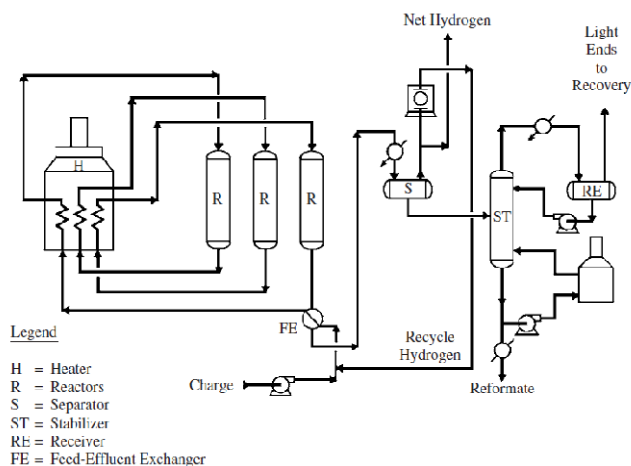 Net Hydrogen
Light
Ends
to
Recovery
H
R
R
R
S
ST
RE
FE
Recycle
Hydrogen
Charge
Reformate
Legend
H = Heater
R = Reactors
S = Separator
ST = Stabilizer
RE = Receiver
FE = Feed-Effluent Exchanger